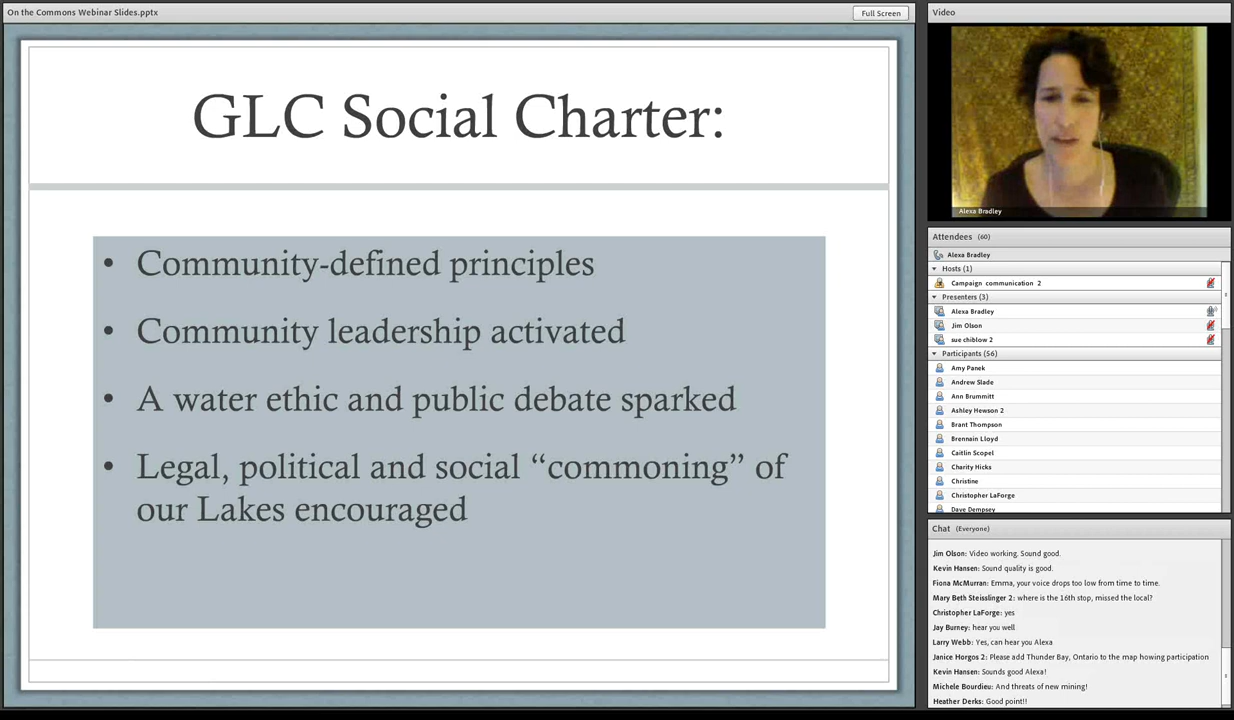 On the Commons Webinar Slides.pptx
Full Screen
GLC Social Charter:
• Community-defined principles
• Community leadership activated
• A water ethic and public debate sparked
• Legal, political and social “commoning” of
our Lakes encouraged
Video
Alexa Bradley
Attendees (60)
Alexa Bradley
Hosts (1)
Campaign communication 2
Presenters (3)
Alexa Bradley
Jim Olson
sue chiblow 2
Participants (56)
Amy Panek
Andrew Slade
Ann Brummitt
Ashley Hewson 2
Brant Thompson
Brennain Lloyd
Caitlin Scopel
Charity Hicks
Christine
Christopher LaForge
Dave Dempsey
Chat (Everyone)
Jim Olson: Video working. Sound good.
Kevin Hansen: Sound quality is good.
Fiona McMurran: Emma, your voice drops too low from time to time.
Mary Beth Steisslinger 2: where is the 16th stop, missed the local?
Christopher LaForge: yes
Jay Burney: hear you well
Larry Webb: Yes, can hear you Alexa
Janice Horgos 2: Please add Thunder Bay, Ontario to the map howing participation
Kevin Hansen: Sounds good Alexa!
Michele Bourdieu: And threats of new mining!
Heather Derks: Good point!!